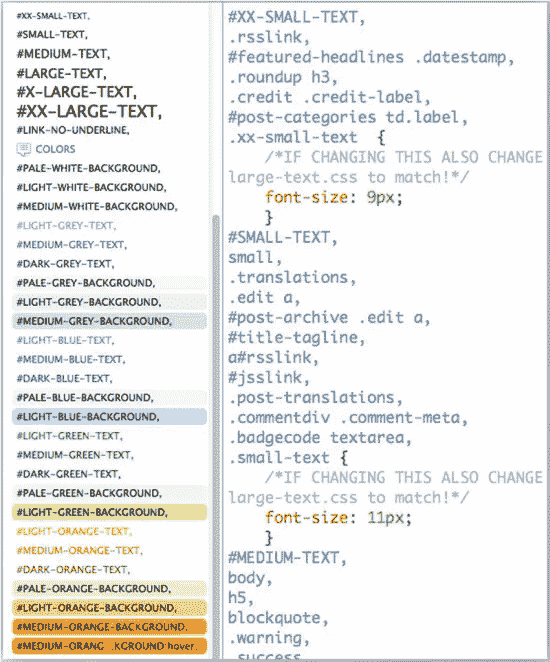 #XX-SMALL-TEXT,
#SMALL-TEXT,
#MEDIUM-TEXT,
#LARGE-TEXT,
#X-LARGE-TEXT,
#XX-LARGE-TEXT,
#LINK-NO-UNDERLINE,
COLORS
#PALE-WHITE-BACKGROUND,
#LIGHT-WHITE-BACKGROUND,
#MEDIUM-WHITE-BACKGROUND,
#LIGHT-GREY-TEXT,
#MEDIUM-GREY-TEXT,
#DARK-GREY-TEXT,
#PALE-GREY-BACKGROUND,
#LIGHT-GREY-BACKGROUND,
#MEDIUM-GREY-BACKGROUND,
#LIGHT-BLUE-TEXT,
#MEDIUM-BLUE-TEXT,
#DARK-BLUE-TEXT,
#PALE-BLUE-BACKGROUND,
#LIGHT-BLUE-BACKGROUND,
#LIGHT-GREEN-TEXT,
#MEDIUM-GREEN-TEXT,
#DARK-GREEN-TEXT,
#PALE-GREEN-BACKGROUND,
#LIGHT-GREEN-BACKGROUND,
#LIGHT-ORANGE-TEXT,
#MEDIUM-ORANGE-TEXT,
#DARK-ORANGE-TEXT,
#PALE-ORANGE-BACKGROUND,
#LIGHT-ORANGE-BACKGROUND,
#MEDIUM-ORANGE-BACKGROUND,
#MEDIUM-ORANG .KGROUND hover,
#XX-SMALL-TEXT,
.rsslink,
#featured-headlines .datestamp,
.roundup h3,
.credit .credit-label,
#post-categories td.label,
.xx-small-text {
/*IF CHANGING THIS ALSO CHANGE
large-text.css to match!*/
font-size: 9px;
}
#SMALL-TEXT,
small,
.translations,
.edit a,
#post-archive .edit a,
#title-tagline,
a#rsslink,
#jsslink,
.post-translations,
.commentdiv .comment-meta,
.badgecode textarea,
.small-text {
/*IF CHANGING THIS ALSO CHANGE
large-text.css to match!*/
font-size: 11px;
}
#MEDIUM-TEXT,
body,
h5,
blockquote,
.warning,
.success